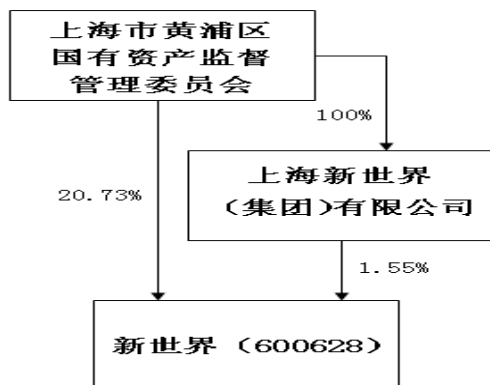 上海市黄浦区
国有资产监督
管理委员会
100%
20.73%
上海新世界
(集团)有限公司
1.55%
新世界（600628）